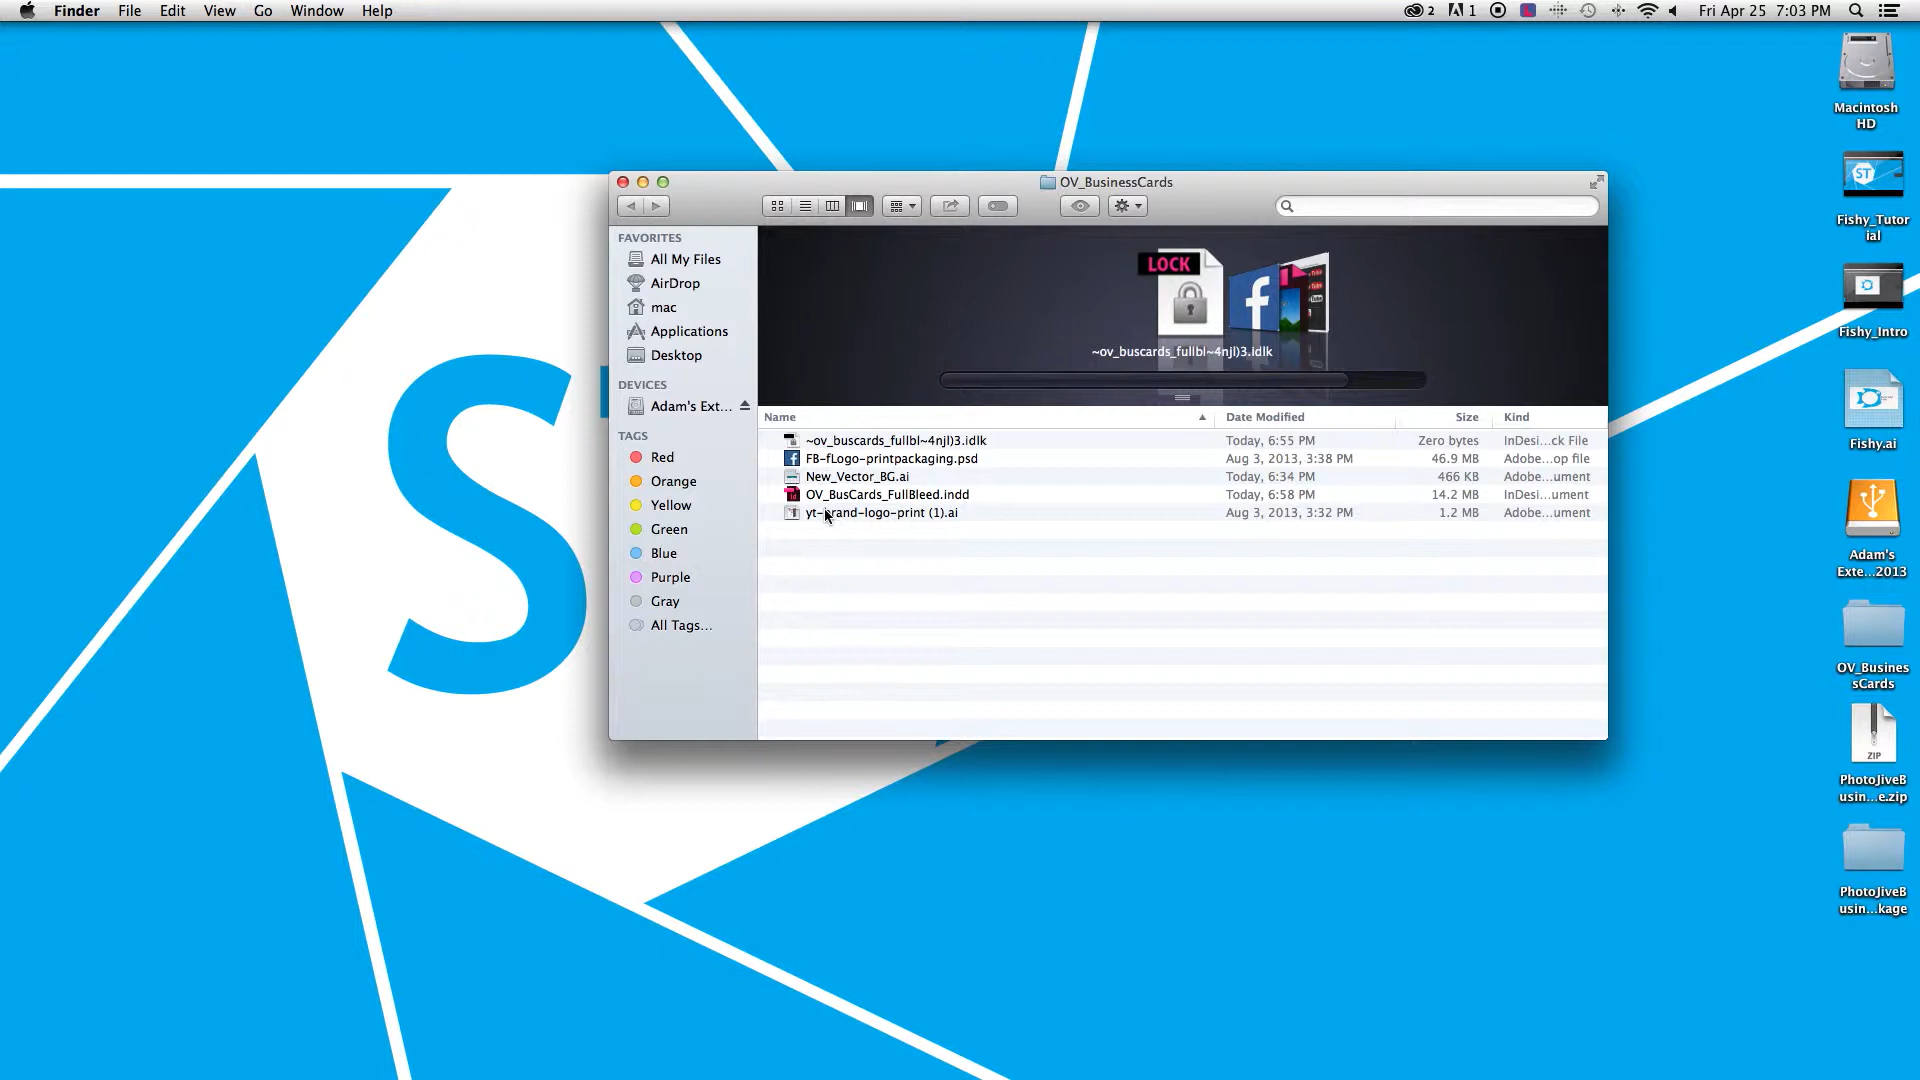 Finder File Edit View Go Window Help
2 1 Fri Apr 25 7:03 PM
Macintosh
HD
ST
Fishy_Tutor
ial
Fishy_Intro
Fishy.ai
Adam's
Exte...2013
OV_Busines
sCards
ZIP
PhotoJiveB
usin...e.zip
PhotoJiveB
usin...kage
S
OV_BusinessCards
FAVORITES
All My Files
AirDrop
mac
Applications
Desktop
DEVICES
Adam's Ext...
TAGS
Red
Orange
Yellow
Green
Blue
Purple
Gray
All Tags...
LOCK
~ov_buscards_fullbl~4njl)3.idlk
Name Date Modified Size Kind
~ov_buscards_fullbl~4njl)3.idlk Today, 6:55 PM Zero bytes InDesi...ck File
FB-fLogo-printpackaging.psd Aug 3, 2013, 3:38 PM 46.9 MB Adobe...op file
New_Vector_BG.ai Today, 6:34 PM 466 KB Adobe...ument
OV_BusCards_FullBleed.indd Today, 6:58 PM 14.2 MB InDesi...ument
yt-brand-logo-print (1).ai Aug 3, 2013, 3:32 PM 1.2 MB Adobe...ument